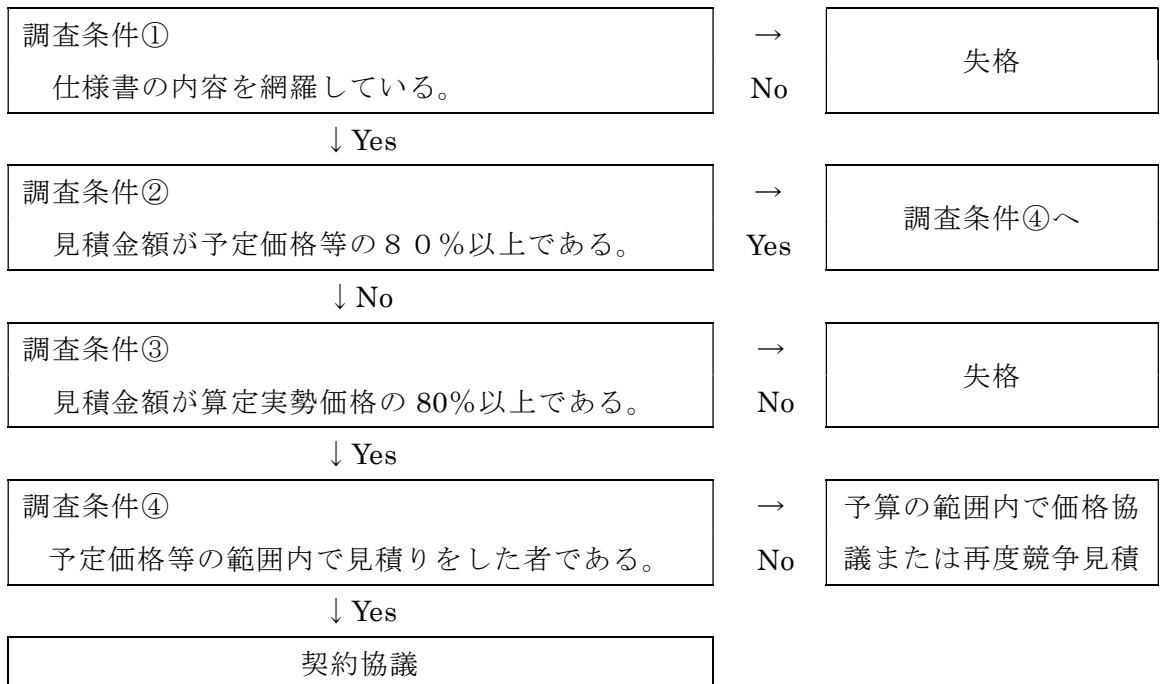 調査条件①
仕様書の内容を網羅している。
→
No
失格
↓ Yes
調査条件②
見積金額が予定価格等の８０％以上である。
→
Yes
調査条件④へ
↓ No
調査条件③
見積金額が算定実勢価格の 80％以上である。
→
No
失格
↓ Yes
調査条件④
予定価格等の範囲内で見積りをした者である。
→
No
予算の範囲内で価格協
議または再度競争見積
↓ Yes
契約協議